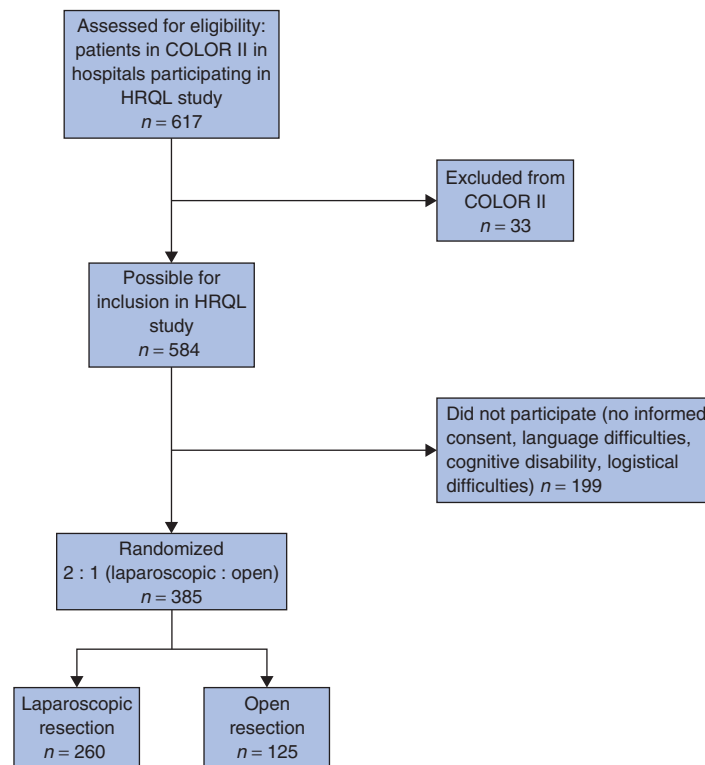 Assessed for eligibility:
patients in COLOR II in
hospitals participating in
HRQL study
n = 617
Excluded from
COLOR II
n = 33
Possible for
inclusion in HRQL
study
n = 584
Did not participate (no informed
consent, language difficulties,
cognitive disability, logistical
difficulties) n = 199
Randomized
2 : 1 (laparoscopic : open)
n = 385
Laparoscopic
resection
n = 260
Open
resection
n = 125